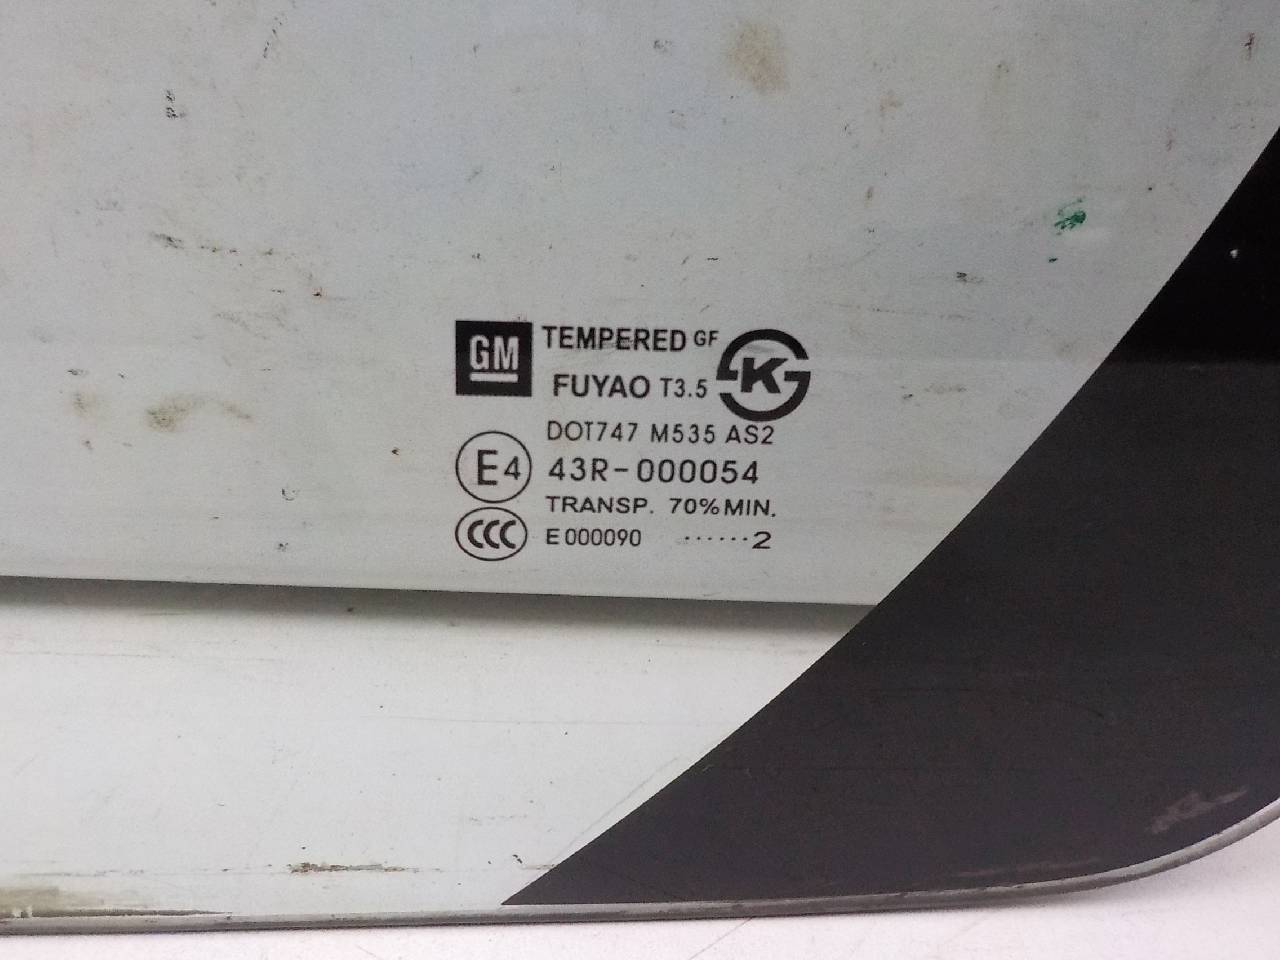 GM TEMPERED GF
FUYAO T3.5 K
DOT747 M535 AS2
E4 43R-000054
TRANSP. 70% MIN.
CCC E000090 ······2